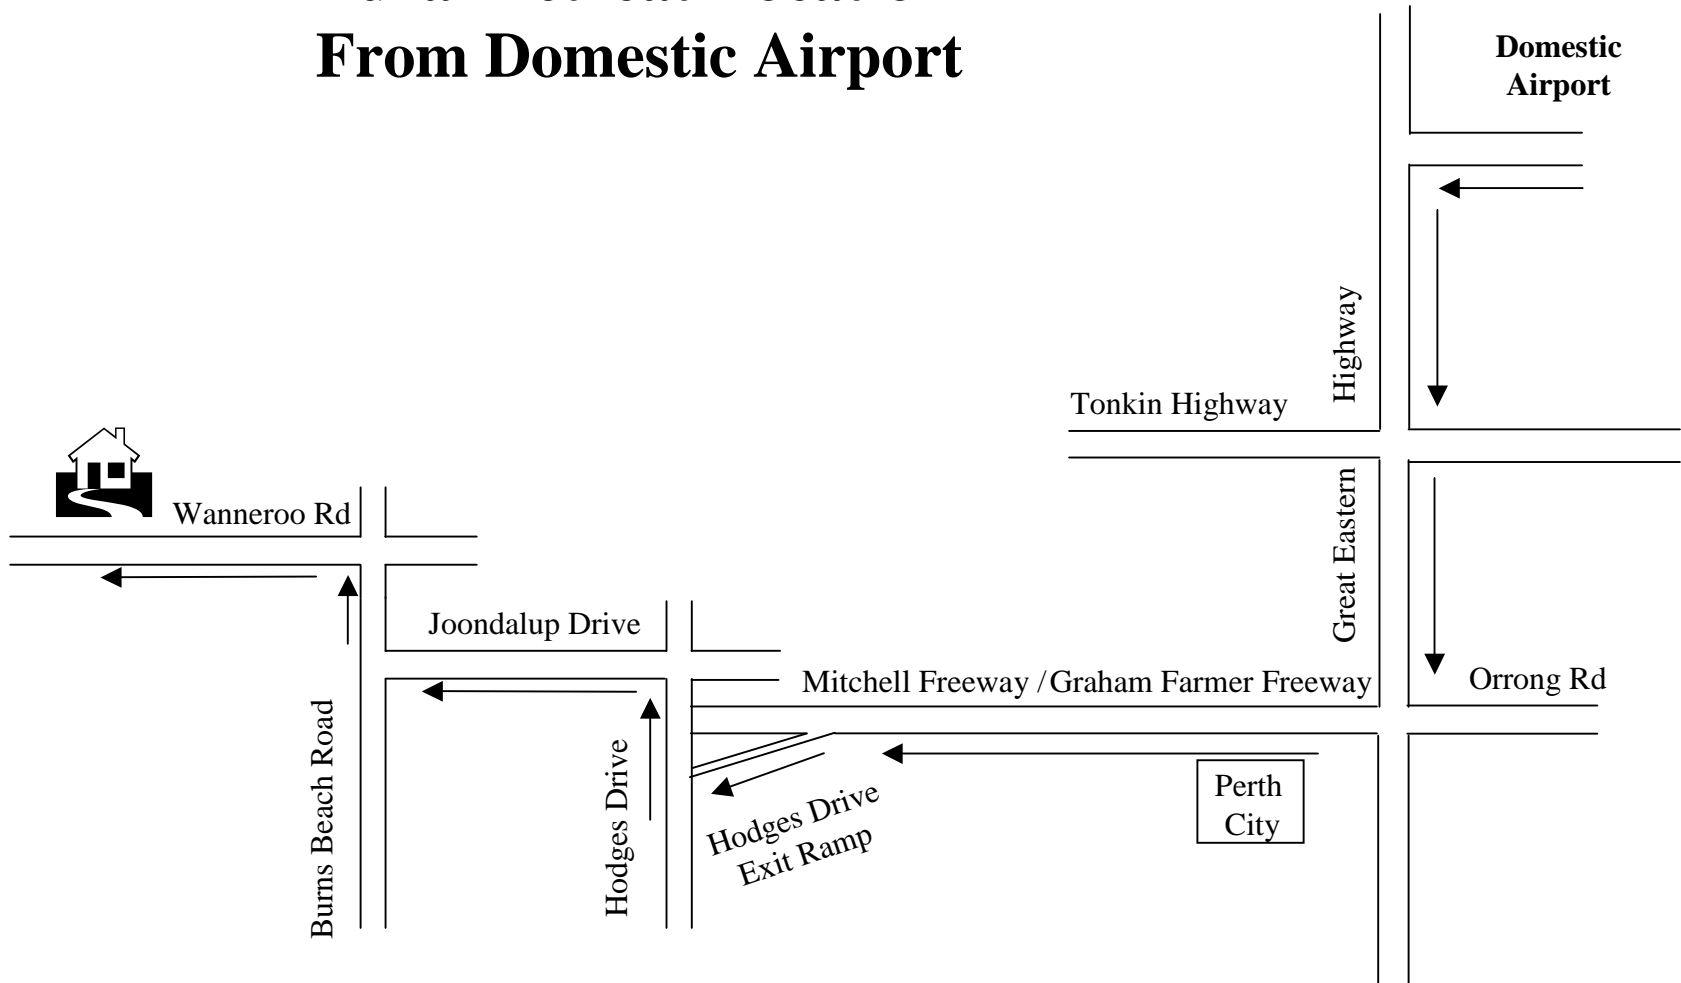 From Domestic Airport
Domestic
Airport
Highway
Tonkin Highway
Great Eastern
Wanneroo Rd
Joondalup Drive
Mitchell Freeway / Graham Farmer Freeway
Orrong Rd
Burns Beach Road
Hodges Drive
Hodges Drive
Exit Ramp
Perth
City